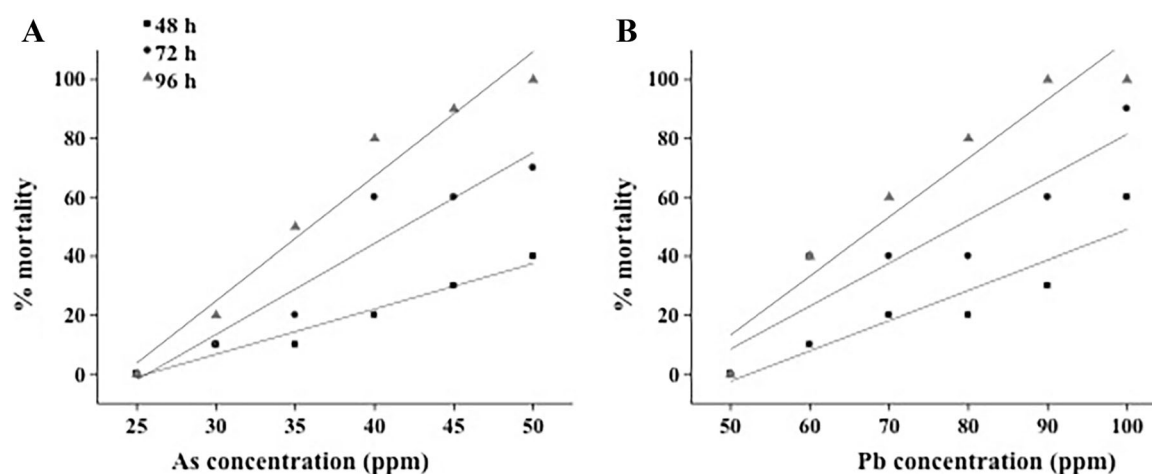 A
48 h
72 h
96 h
% mortality
100
80
60
40
20
0
25 30 35 40 45 50
As concentration (ppm)
B
% mortality
100
80
60
40
20
0
50 60 70 80 90 100
Pb concentration (ppm)